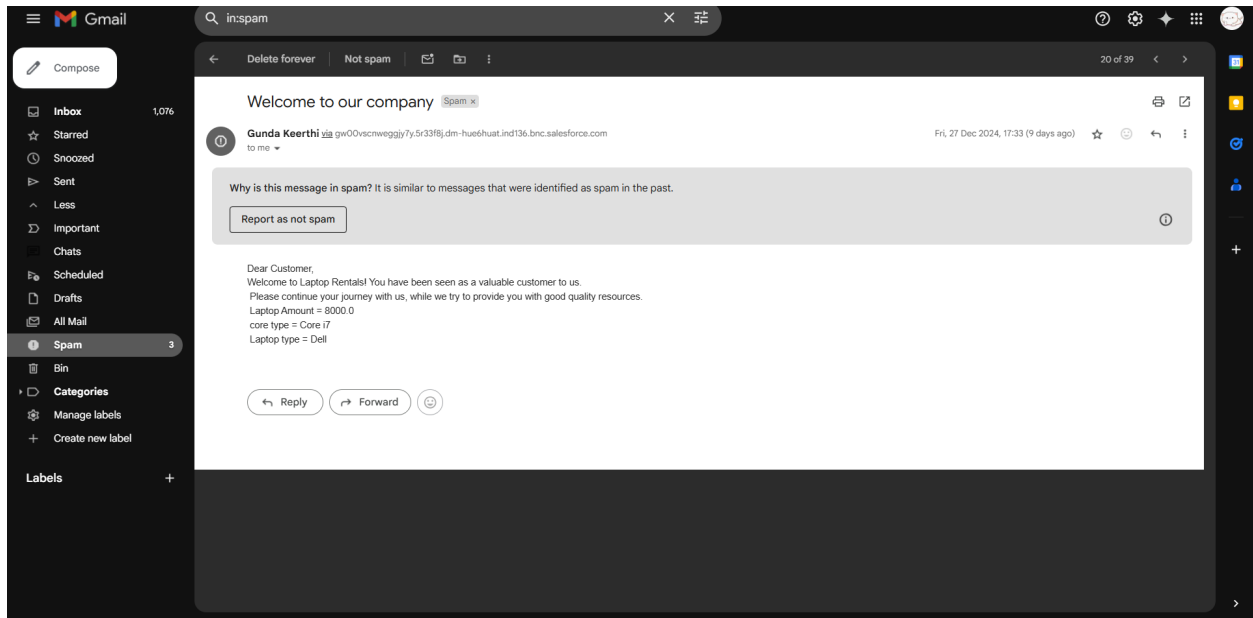 Gmail
in:spam
Compose
Delete forever
Not spam
20 of 39
Inbox 1,076
Starred
Snoozed
Sent
Less
Important
Chats
Scheduled
Drafts
All Mail
Spam 3
Bin
Categories
Manage labels
Create new label
Labels
Welcome to our company Spam ×
Gunda Keerthi via gw00vscnweggjy7y.5r33f8j.dm-hue6huat.ind136.bnc.salesforce.com
Fri, 27 Dec 2024, 17:33 (9 days ago)
to me
Why is this message in spam? It is similar to messages that were identified as spam in the past.
Report as not spam
Dear Customer,
Welcome to Laptop Rentals! You have been seen as a valuable customer to us.
Please continue your journey with us, while we try to provide you with good quality resources.
Laptop Amount = 8000.0
core type = Core i7
Laptop type = Dell
Reply
Forward
31